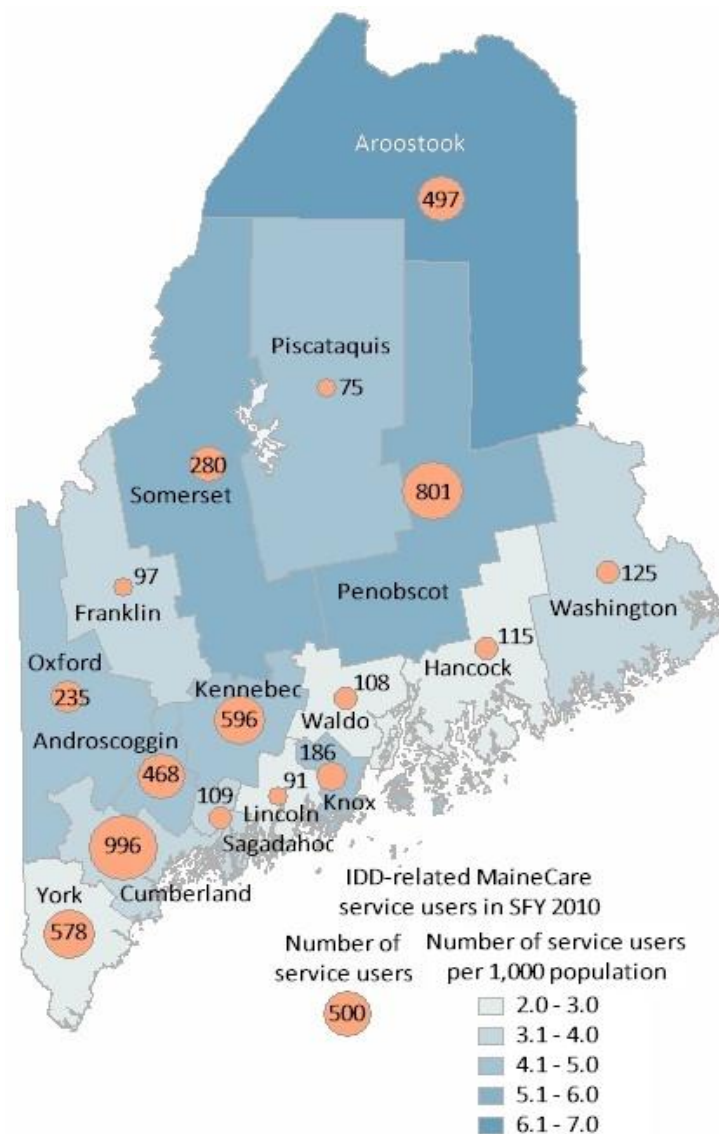 Aroostook
497
Piscataquis
75
280
Somerset
801
97
Franklin
125
Washington
Penobscot
115
Hancock
Oxford
235
Kennebec
596
108
Waldo
Androscoggin
468
186
Knox
91
Lincoln
109
Sagadahoc
996
Cumberland
York
578
IDD-related MaineCare
service users in SFY 2010
Number of
service users
500
Number of service users
per 1,000 population
2.0 - 3.0
3.1 - 4.0
4.1 - 5.0
5.1 - 6.0
6.1 - 7.0